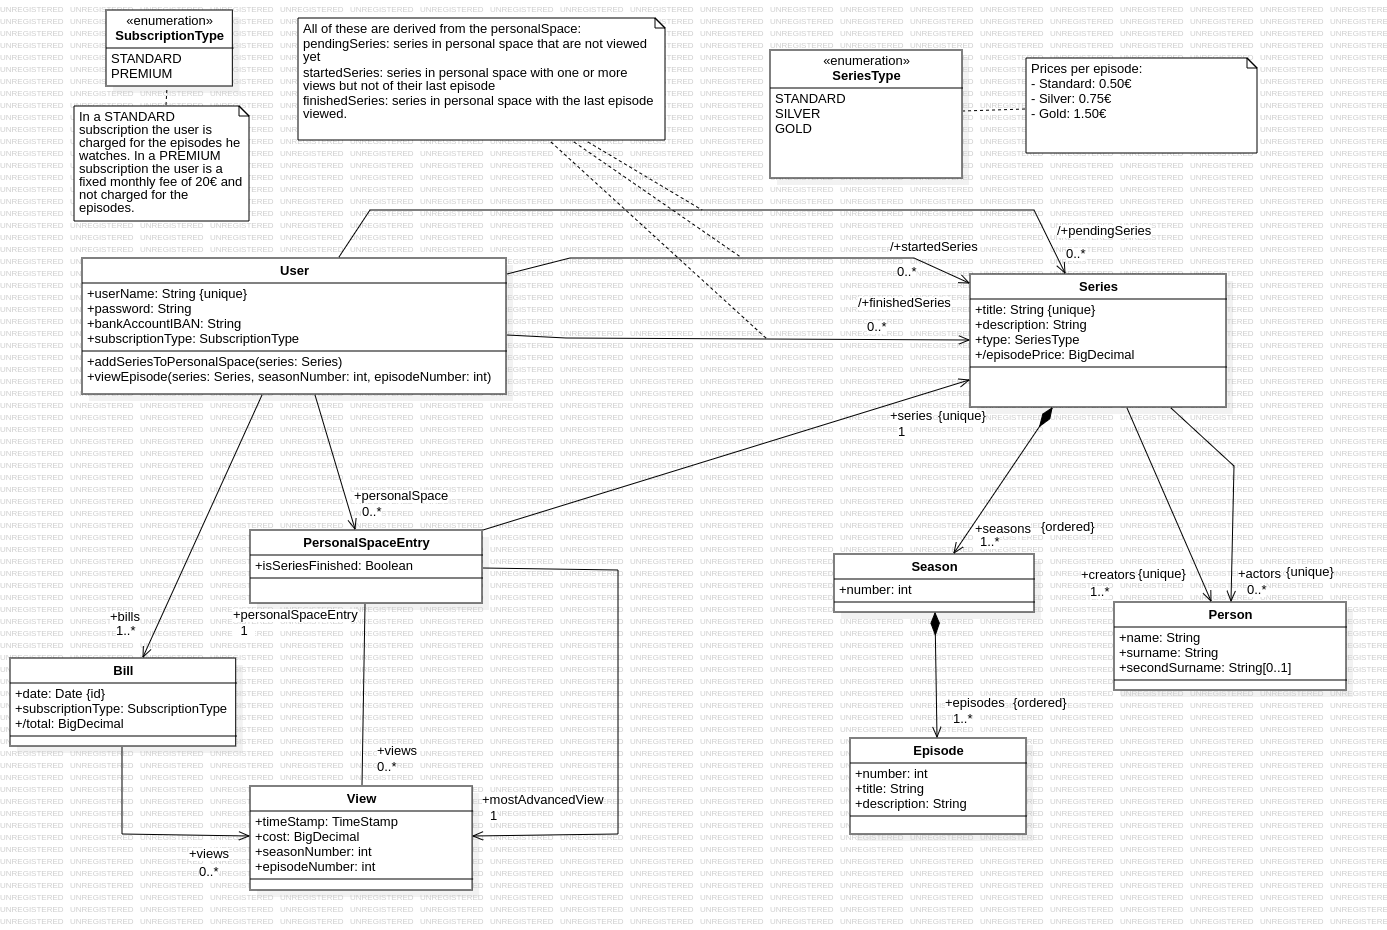 «enumeration»
SubscriptionType
STANDARD
PREMIUM
In a STANDARD
subscription the user is
charged for the episodes he
watches. In a PREMIUM
subscription the user is a
fixed monthly fee of 20€ and
not charged for the
episodes.
All of these are derived from the personalSpace:
pendingSeries: series in personal space that are not viewed
yet
startedSeries: series in personal space with one or more
views but not of their last episode
finishedSeries: series in personal space with the last episode
viewed.
«enumeration»
SeriesType
STANDARD
SILVER
GOLD
Prices per episode:
- Standard: 0.50€
- Silver: 0.75€
- Gold: 1.50€
/+pendingSeries
0..*
/+startedSeries
0..*
/+finishedSeries
0..*
User
+userName: String {unique}
+password: String
+bankAccountIBAN: String
+subscriptionType: SubscriptionType
+addSeriesToPersonalSpace(series: Series)
+viewEpisode(series: Series, seasonNumber: int, episodeNumber: int)
Series
+title: String {unique}
+description: String
+type: SeriesType
+/episodePrice: BigDecimal
+series {unique}
1
+personalSpace
0..*
PersonalSpaceEntry
+isSeriesFinished: Boolean
+personalSpaceEntry
1
+seasons {ordered}
1..*
Season
+number: int
+creators {unique}
1..*
+actors {unique}
0..*
Person
+name: String
+surname: String
+secondSurname: String[0..1]
+bills
1..*
Bill
+date: Date {id}
+subscriptionType: SubscriptionType
+/total: BigDecimal
+episodes {ordered}
1..*
Episode
+number: int
+title: String
+description: String
+views
0..*
View
+timeStamp: TimeStamp
+cost: BigDecimal
+seasonNumber: int
+episodeNumber: int
+mostAdvancedView
1
+views
0..*
UNREGISTERED